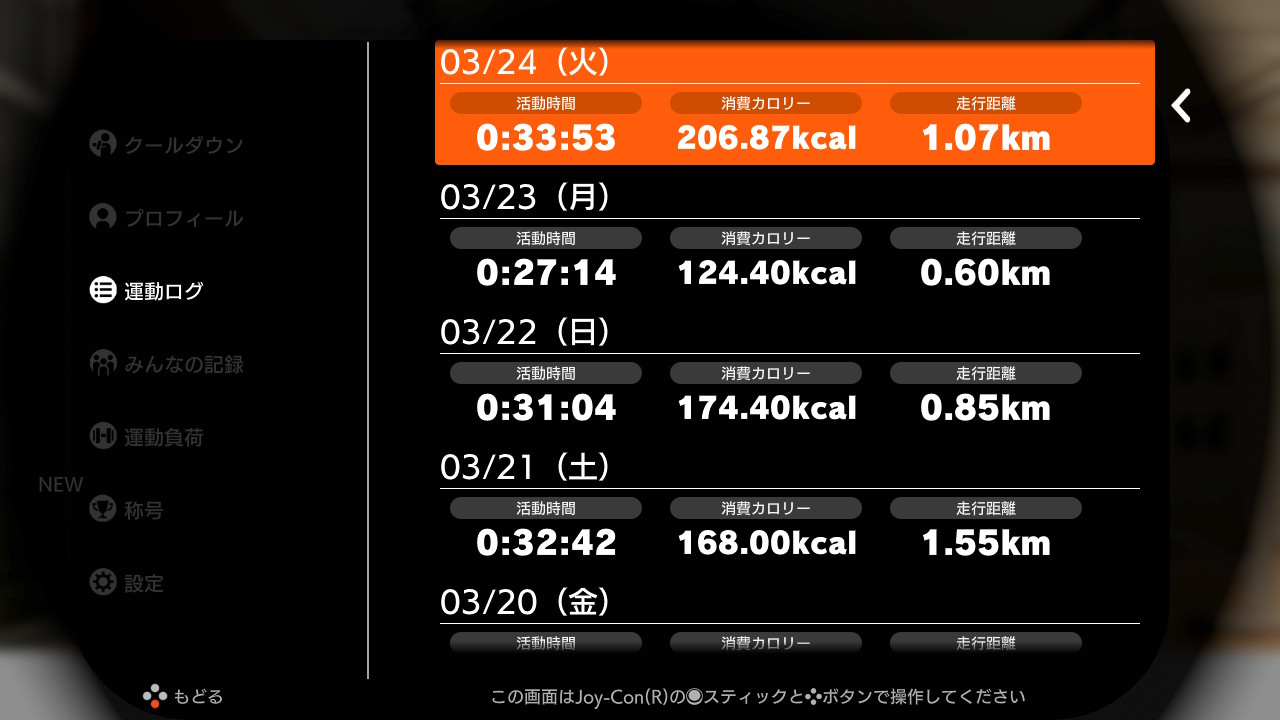 クールダウン
プロフィール
運動ログ
みんなの記録
運動負荷
NEW
称号
設定
03/24（火）
活動時間 消費カロリー 走行距離
0:33:53 206.87kcal 1.07km
03/23（月）
活動時間 消費カロリー 走行距離
0:27:14 124.40kcal 0.60km
03/22（日）
活動時間 消費カロリー 走行距離
0:31:04 174.40kcal 0.85km
03/21（土）
活動時間 消費カロリー 走行距離
0:32:42 168.00kcal 1.55km
03/20（金）
活動時間 消費カロリー 走行距離
もどる
この画面はJoy-Con(R)のスティックとボタンで操作してください